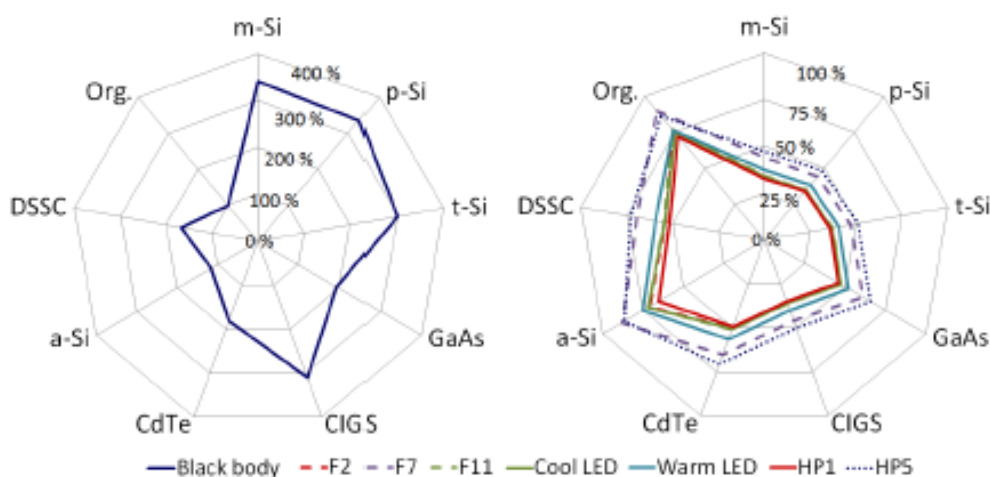 m-Si
400 %
p-Si
300 %
200 %
t-Si
100 %
0 %
GaAs
CIGS
CdTe
a-Si
DSSC
Org.
m-Si
100 %
p-Si
75 %
50 %
t-Si
25 %
0 %
GaAs
CIGS
CdTe
a-Si
DSSC
Org.
Black body F2 F7 F11 Cool LED Warm LED HP1 HP5